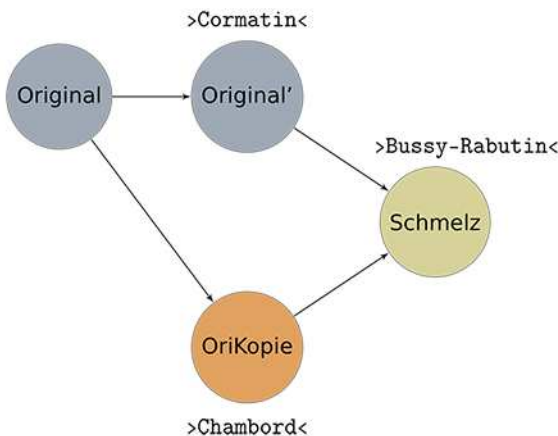 >Cormatin<
Original
Original’
>Bussy-Rabutin<
Schmelz
OriKopie
>Chambord<